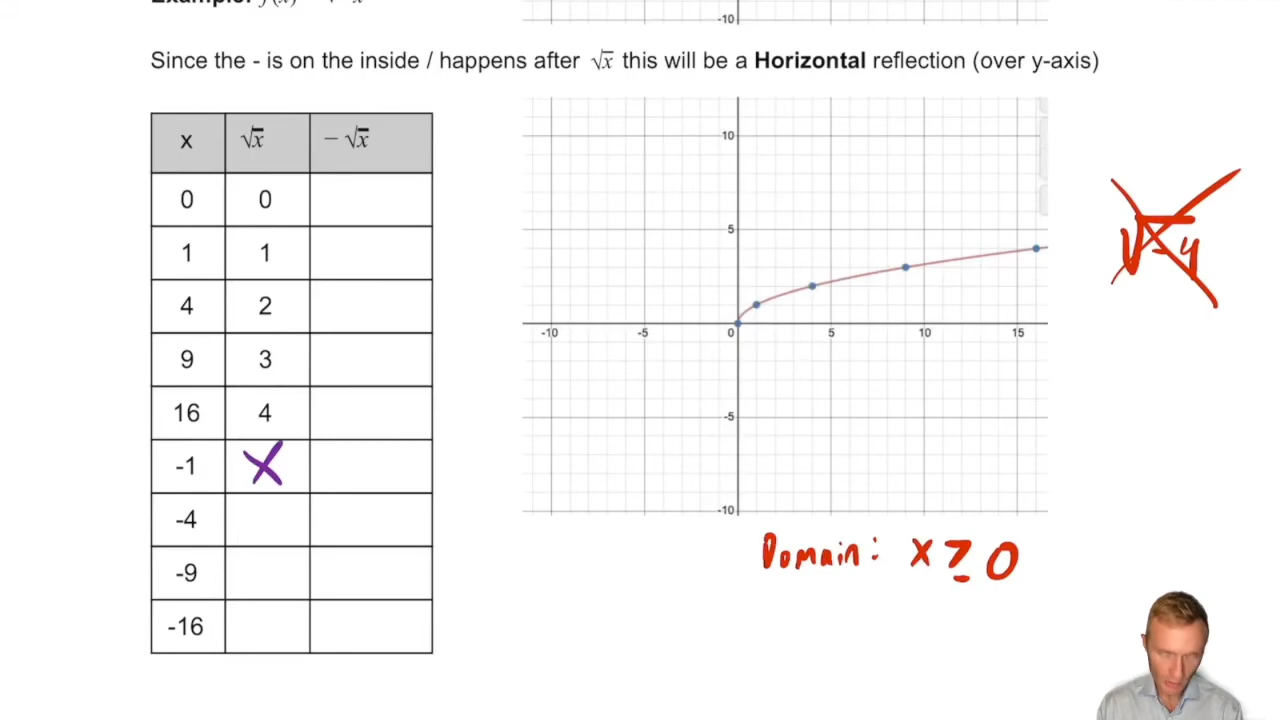 Example: f(x) = √-x
-10
Since the - is on the inside / happens after √x this will be a Horizontal reflection (over y-axis)
x √x - √x
0 0
1 1
4 2
9 3
16 4
-1 X
-4
-9
-16
10
5
-10 -5 0 5 10 15
-5
-10
√-4
Domain: x ≥ 0